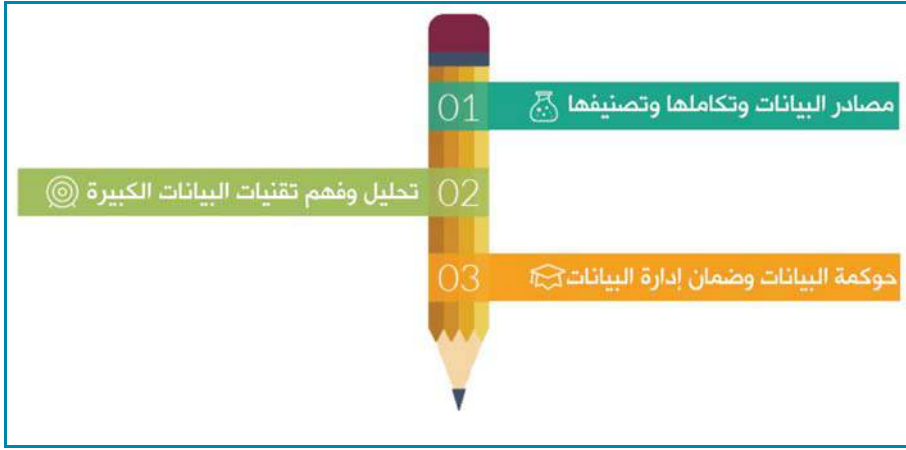 01 مصادر البيانات وتكاملها وتصنيفها
02 تحليل وفهم تقنيات البيانات الكبيرة
03 حوكمة البيانات وضمان إدارة البيانات